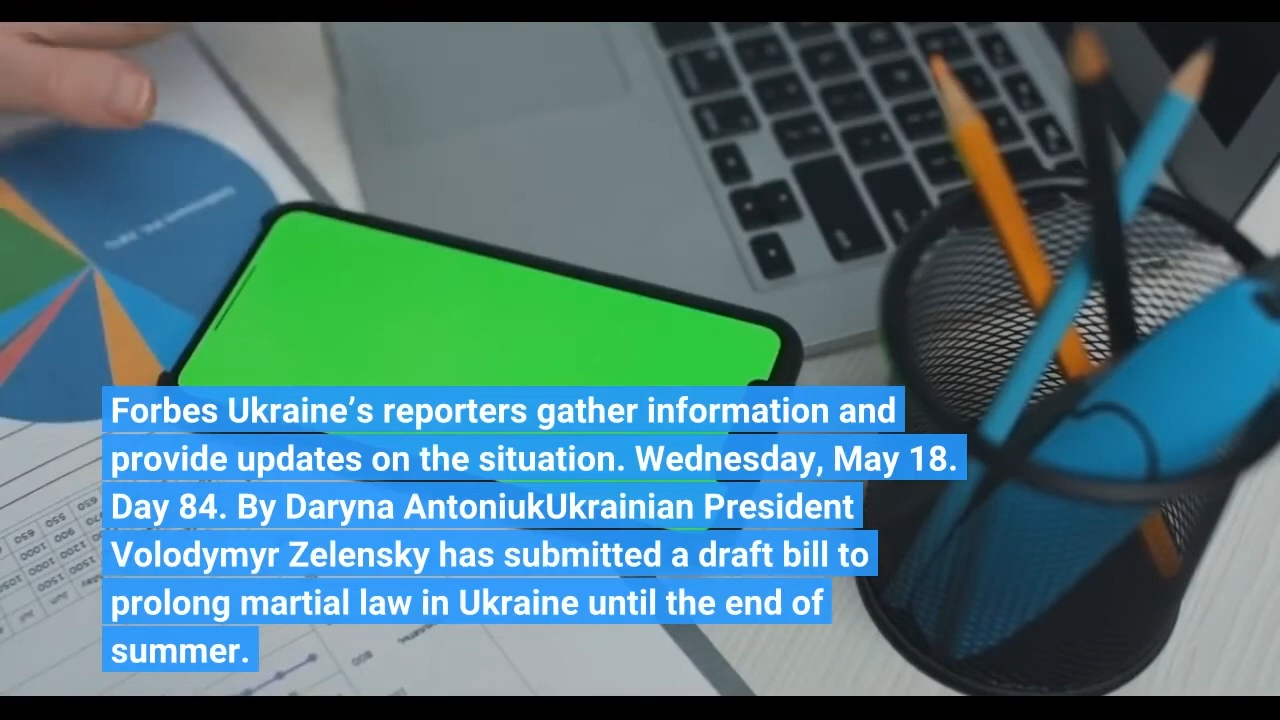 Forbes Ukraine’s reporters gather information and
provide updates on the situation. Wednesday, May 18.
Day 84. By Daryna AntoniukUkrainian President
Volodymyr Zelensky has submitted a draft bill to
prolong martial law in Ukraine until the end of
summer.